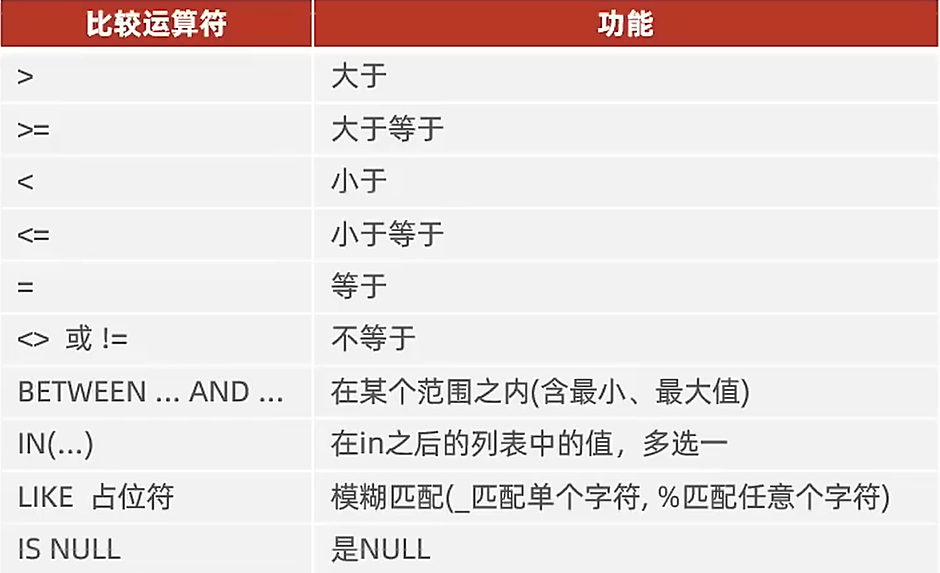 比较运算符 功能
> 大于
>= 大于等于
< 小于
<= 小于等于
= 等于
<> 或 != 不等于
BETWEEN ... AND ... 在某个范围之内(含最小、最大值)
IN(...) 在in之后的列表中的值，多选一
LIKE 占位符 模糊匹配(_匹配单个字符, %匹配任意个字符)
IS NULL 是NULL